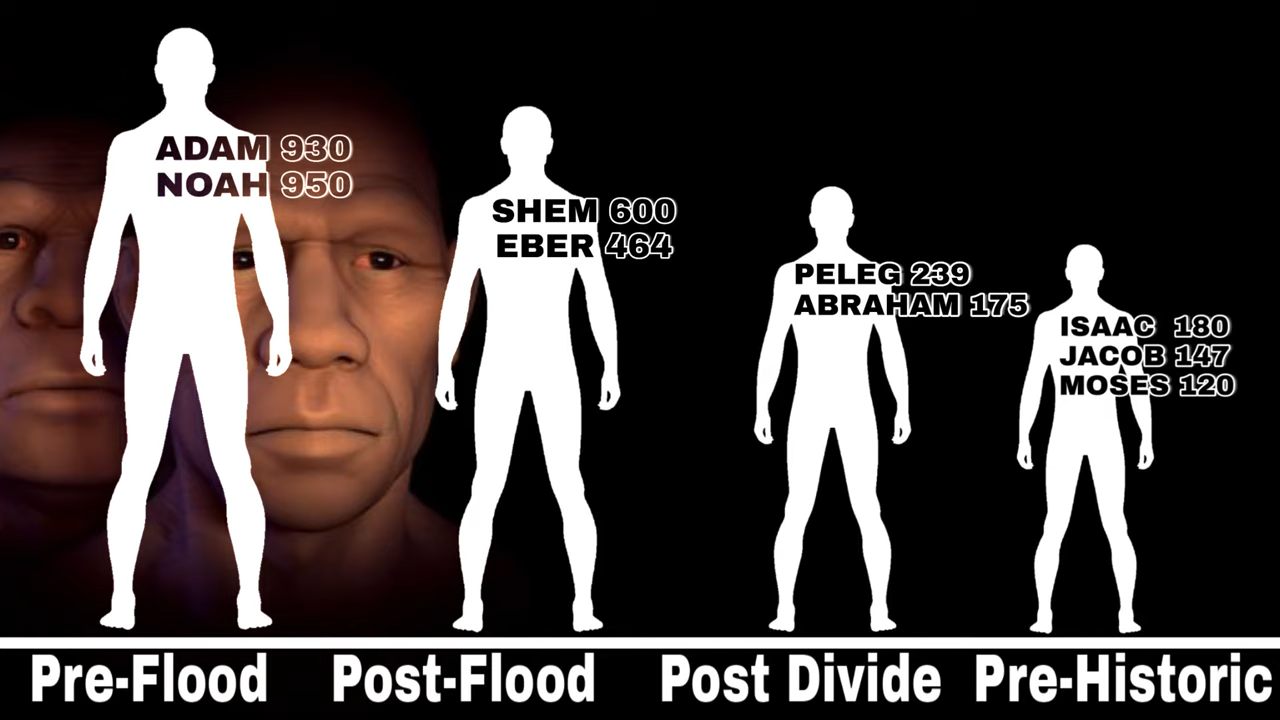 ADAM 930
NOAH 950
SHEM 600
EBER 464
PELEG 239
ABRAHAM 175
ISAAC 180
JACOB 147
MOSES 120
Pre-Flood
Post-Flood
Post Divide
Pre-Historic